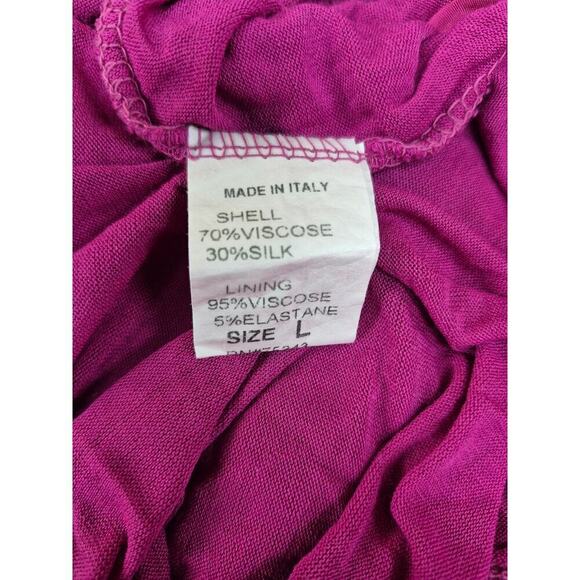 MADE IN ITALY
SHELL
70%VISCOSE
30%SILK
LINING
95%VISCOSE
5%ELASTANE
SIZE L